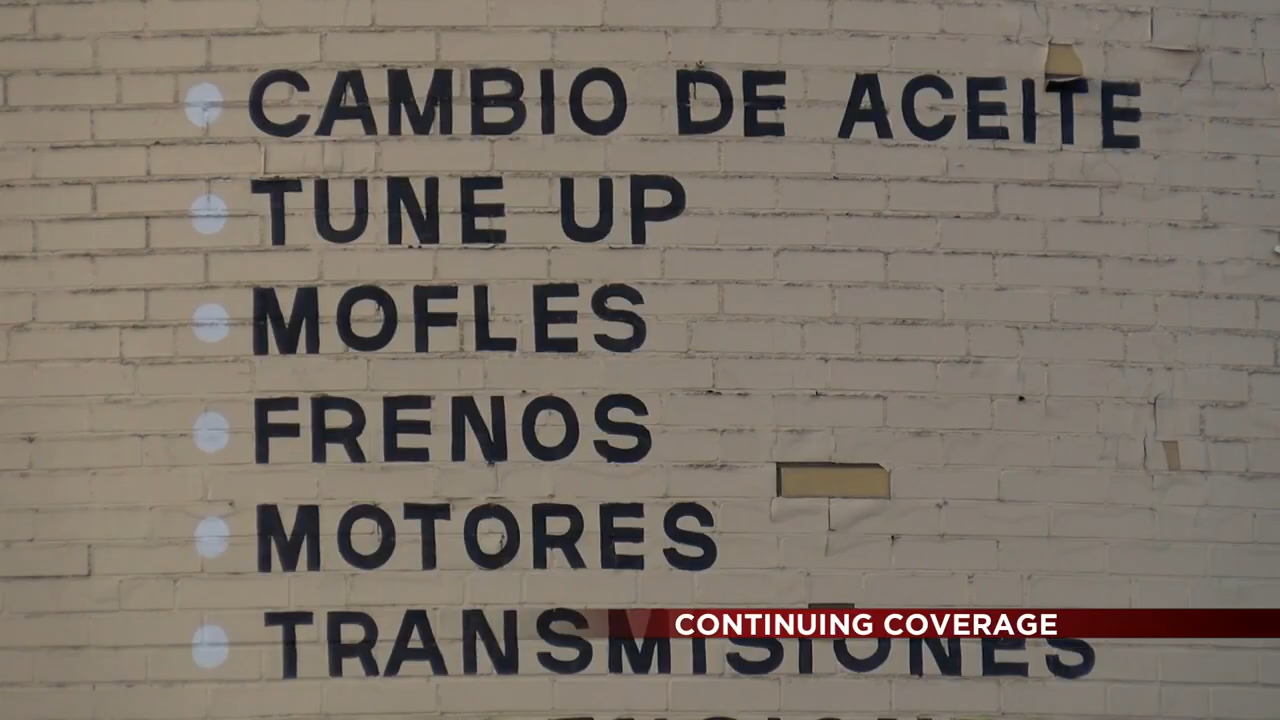 CAMBIO DE ACEITE
TUNE UP
MOFLES
FRENOS
MOTORES
TRANSMISIONES
CONTINUING COVERAGE